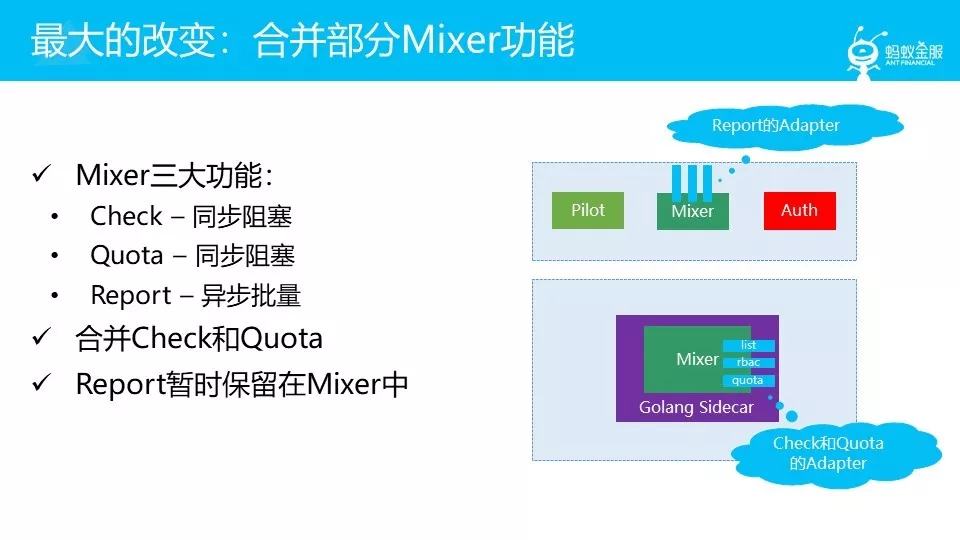 最大的改变：合并部分Mixer功能
蚂蚁金服
ANT FINANCIAL
✓ Mixer三大功能：
• Check – 同步阻塞
• Quota – 同步阻塞
• Report – 异步批量
✓ 合并Check和Quota
✓ Report暂时保留在Mixer中
Report的Adapter
Pilot
Mixer
Auth
Mixer
list
rbac
quota
Golang Sidecar
Check和Quota
的Adapter